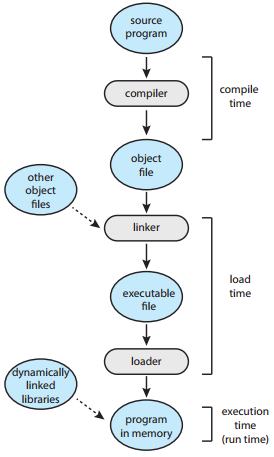 source
program
compiler
compile
time
object
file
other
object
files
linker
executable
file
load
time
loader
dynamically
linked
libraries
program
in memory
execution
time
(run time)